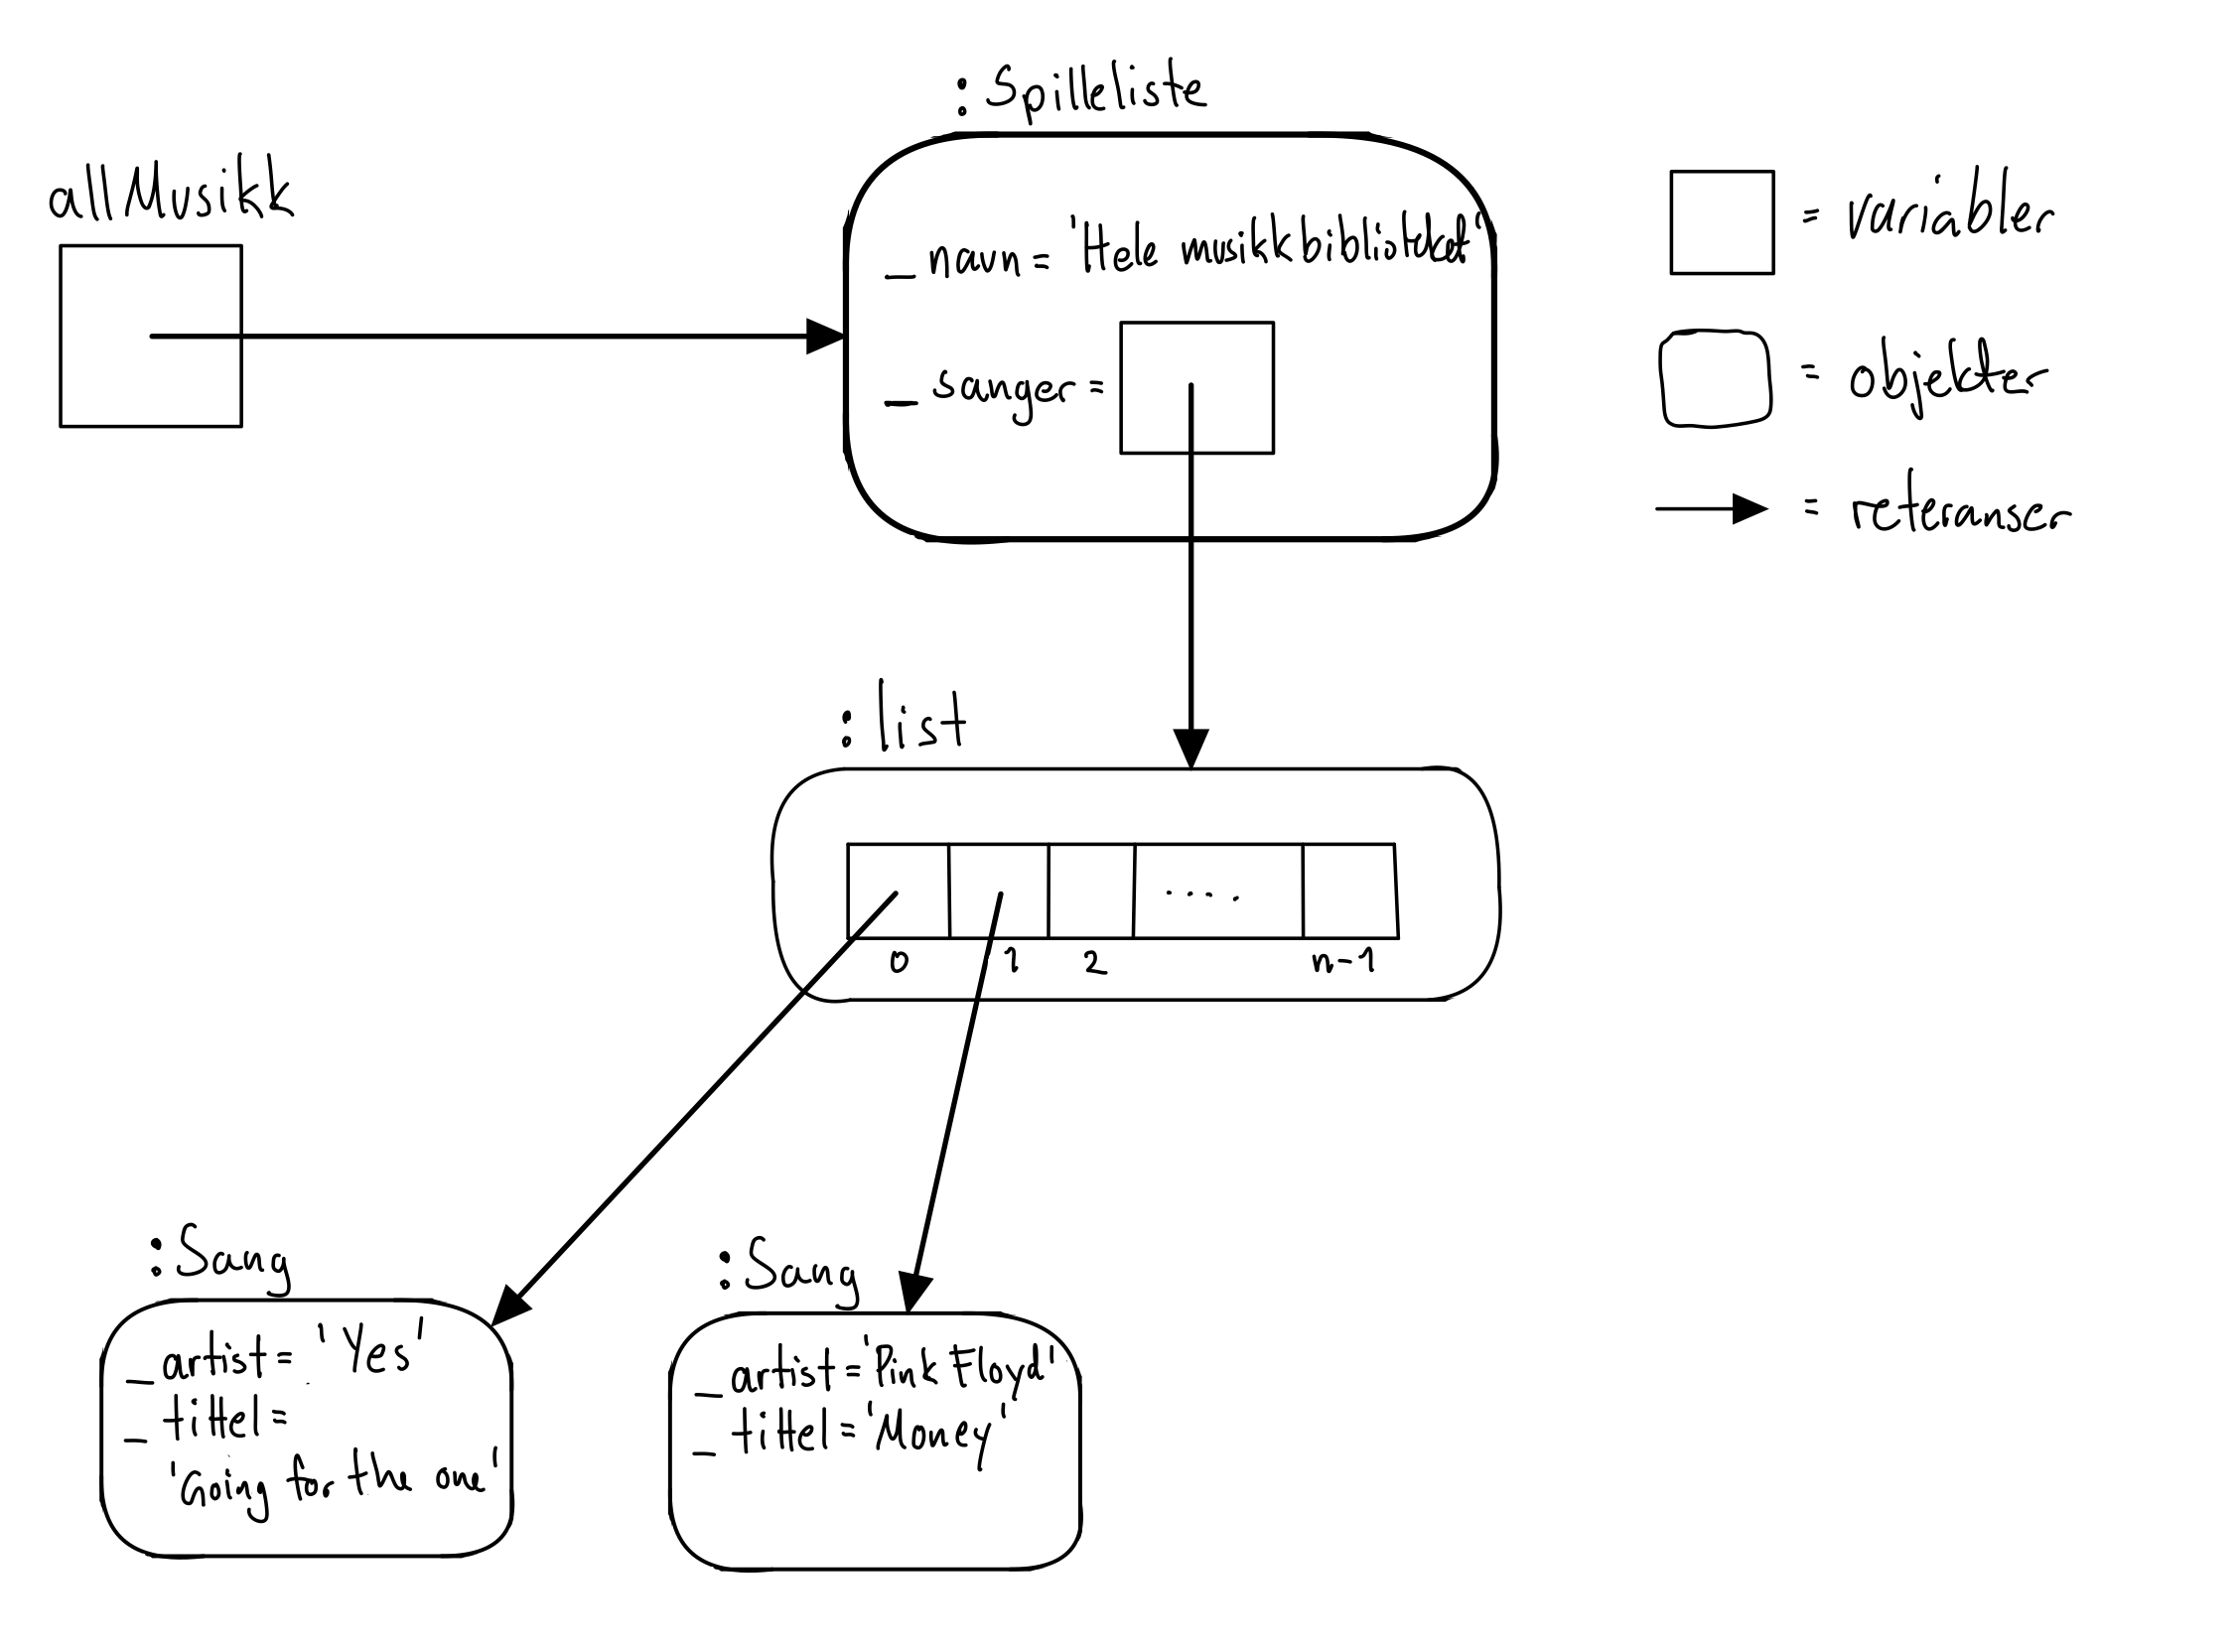 :Spilleliste
allMusikk
_navn= 'Hele musikkbiblioteket'
_sanger=
= variabler
= objekter
= referanser
:list
....
0 1 2 n-1
:Sang
_artist= 'Yes'
_tittel=
'Going for the one'
:Sang
_artist='Pink Floyd'
_tittel='Money'